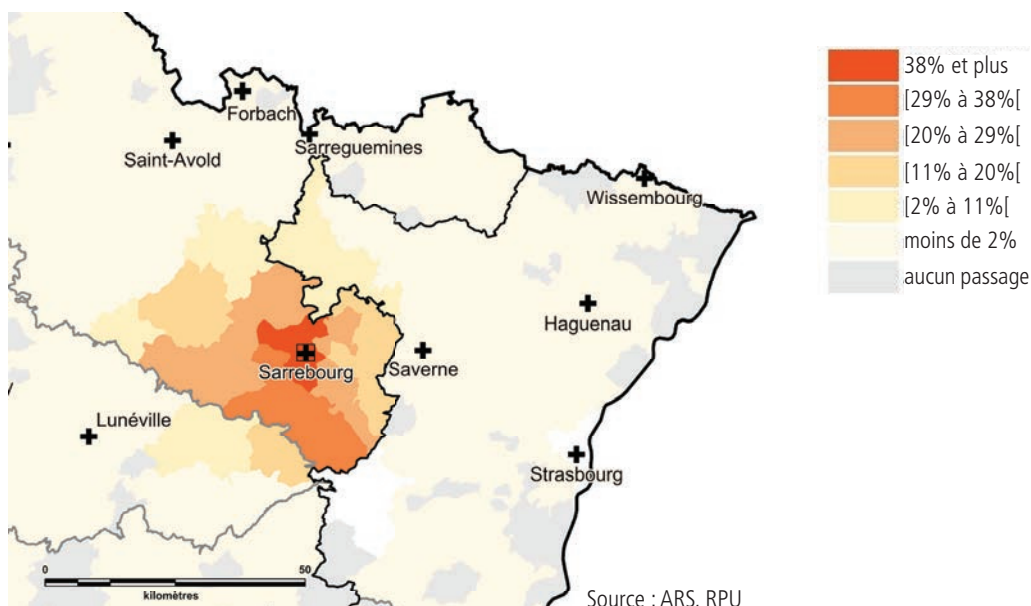 Forbach
Saint-Avold
Sarreguemines
Wissembourg
Haguenau
Sarrebourg
Saverne
Lunéville
Strasbourg
0
50
kilomètres
Source : ARS, RPU
38% et plus
[29% à 38%[
[20% à 29%[
[11% à 20%[
[2% à 11%[
moins de 2%
aucun passage